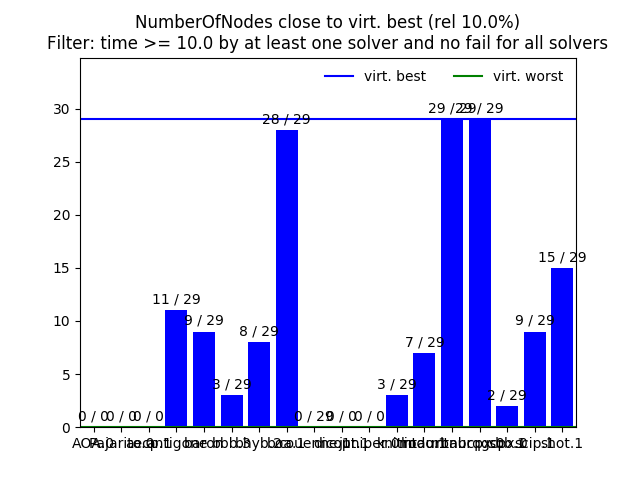 NumberOfNodes close to virt. best (rel 10.0%)
Filter: time >= 10.0 by at least one solver and no fail for all solvers
virt. best
virt. worst
30
25
20
15
10
5
0
0 / 0
0 / 0
0 / 0
11 / 29
9 / 29
3 / 29
8 / 29
28 / 29
0 / 29
0 / 0
0 / 0
3 / 29
7 / 29
29 / 29
29 / 29
2 / 29
9 / 29
15 / 29
shot.1